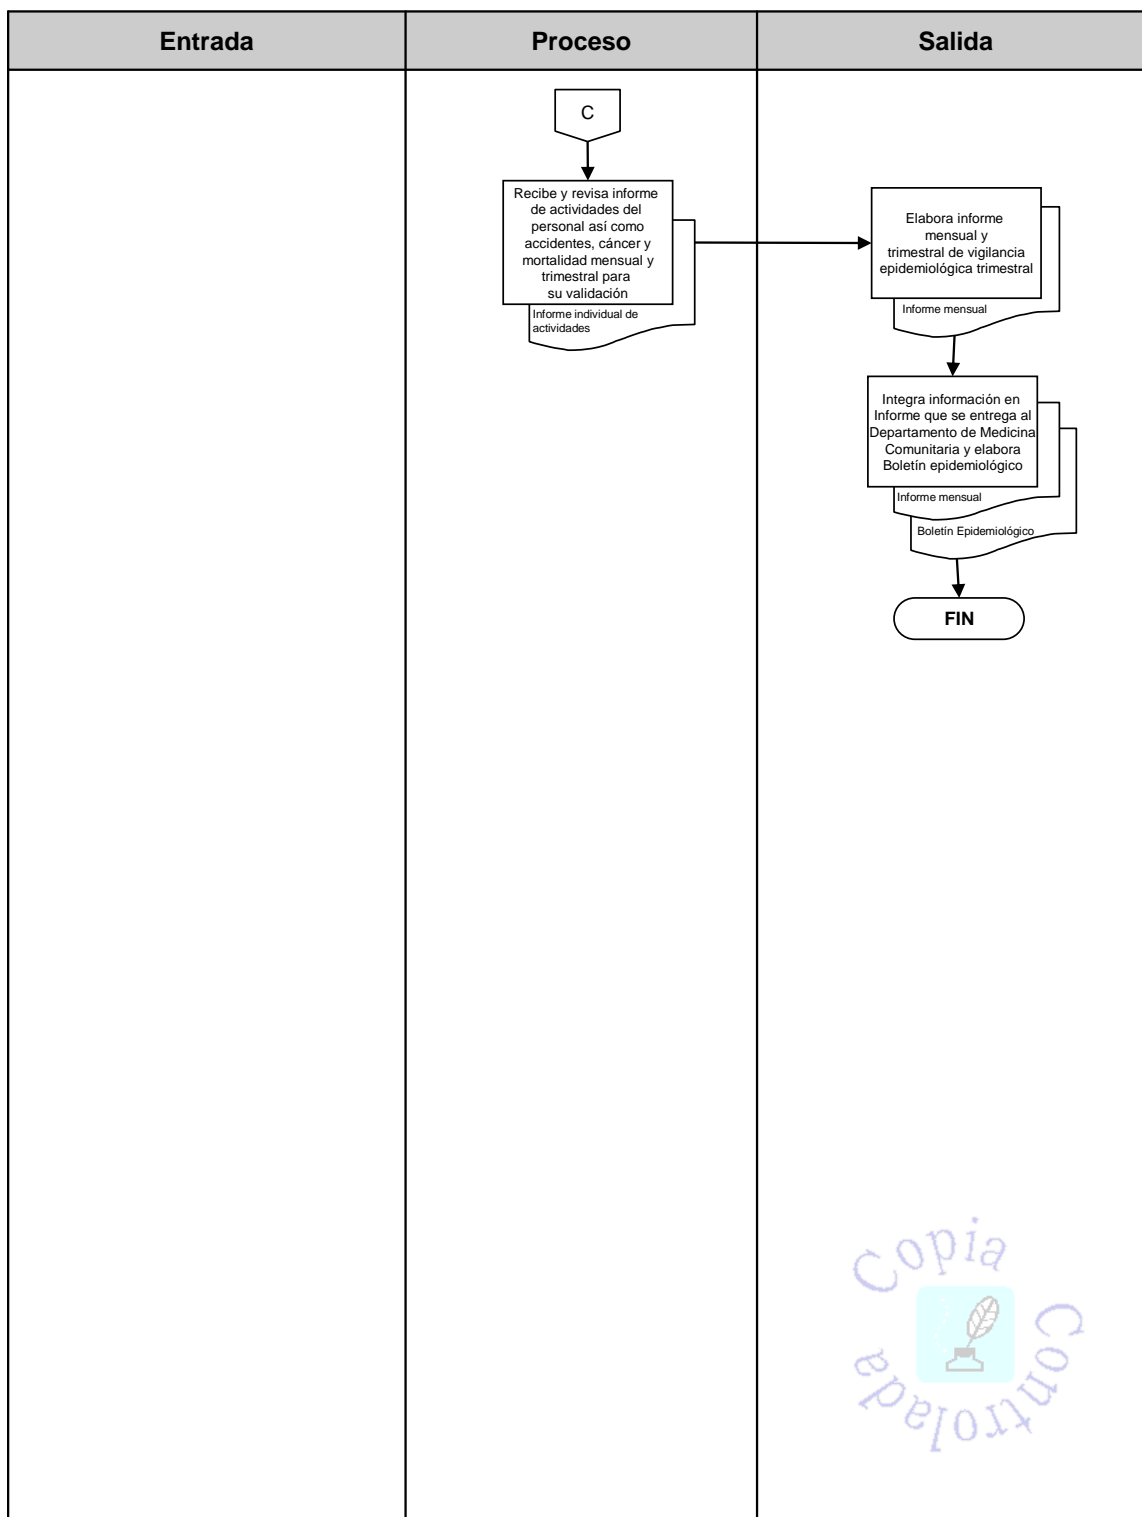 Entrada
Proceso
Salida
C
Recibe y revisa informe
de actividades del
personal así como
accidentes, cáncer y
mortalidad mensual y
trimestral para
su validación
Informe individual de
actividades
Elabora informe
mensual y
trimestral de vigilancia
epidemiológica trimestral
Informe mensual
Integra información en
Informe que se entrega al
Departamento de Medicina
Comunitaria y elabora
Boletín epidemiológico
Informe mensual
Boletín Epidemiológico
FIN
Copia
Controlada